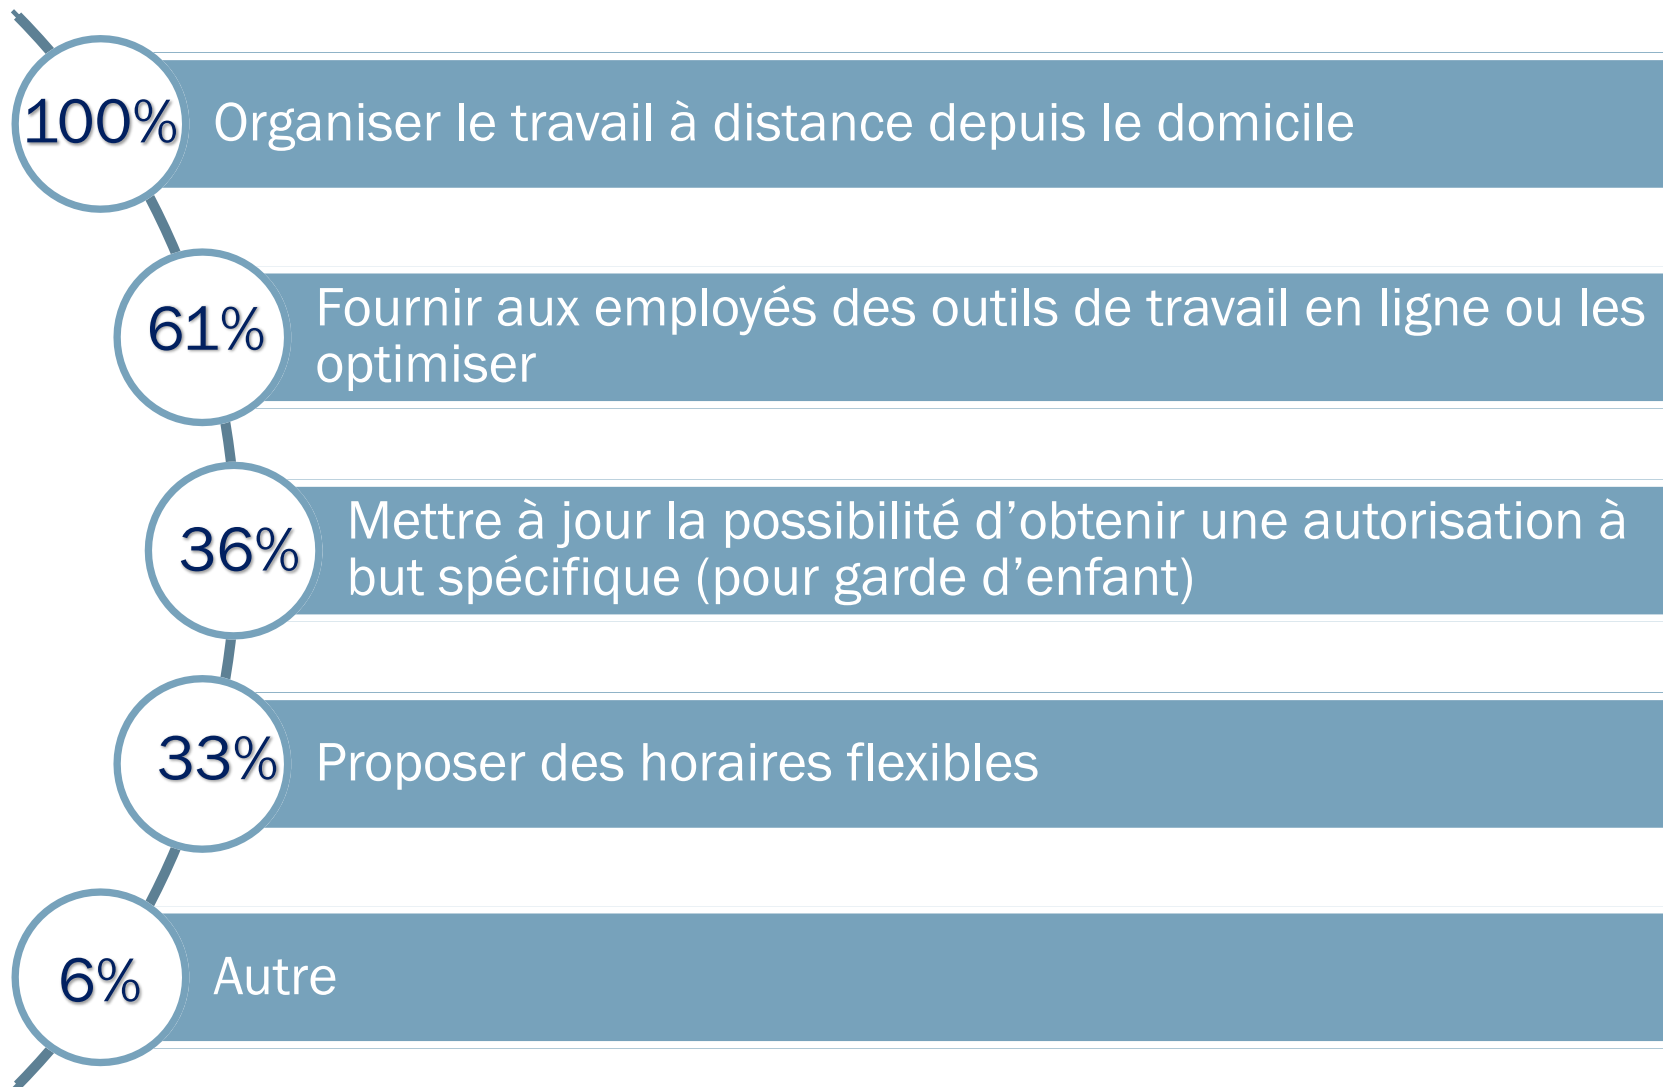 100%
Organiser le travail à distance depuis le domicile
61%
Fournir aux employés des outils de travail en ligne ou les
optimiser
36%
Mettre à jour la possibilité d’obtenir une autorisation à
but spécifique (pour garde d’enfant)
33%
Proposer des horaires flexibles
6%
Autre